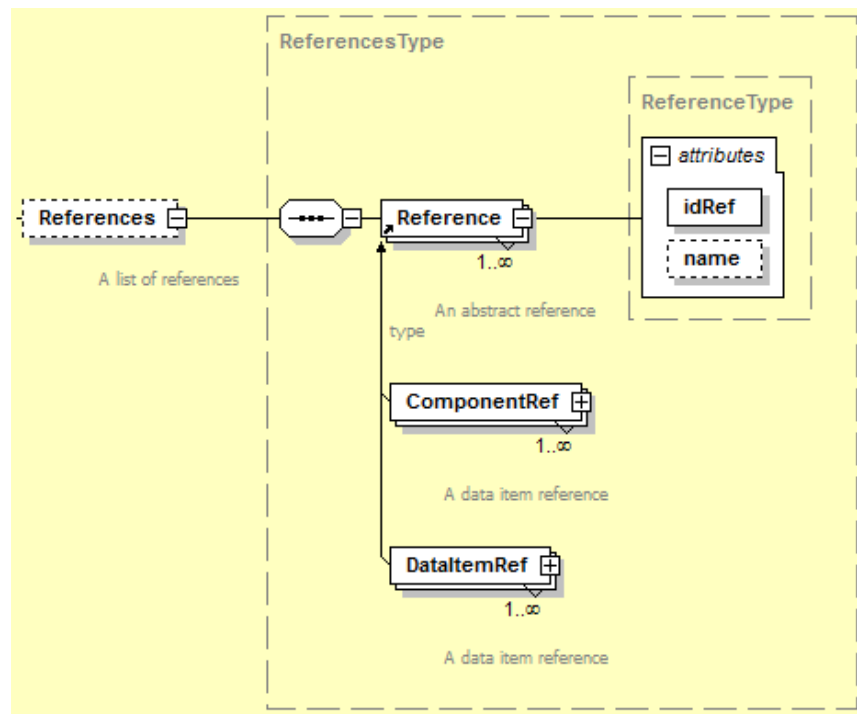 ReferencesType
ReferenceType
attributes
idRef
name
References
Reference
1..∞
A list of references
An abstract reference
type
ComponentRef
1..∞
A data item reference
DataItemRef
1..∞
A data item reference